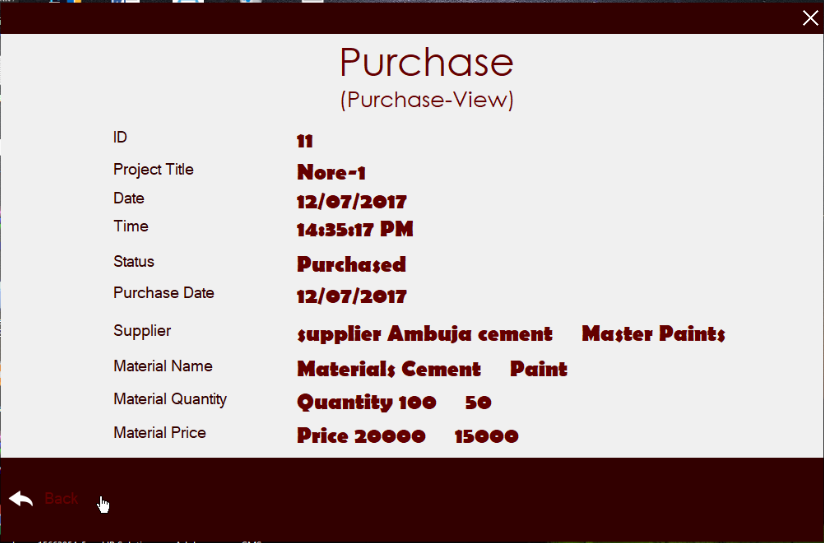 Purchase
(Purchase-View)
ID 11
Project Title Nore-1
Date 12/07/2017
Time 14:35:17 PM
Status Purchased
Purchase Date 12/07/2017
Supplier supplier Ambuja cement Master Paints
Material Name Materials Cement Paint
Material Quantity Quantity 100 50
Material Price Price 20000 15000
Back